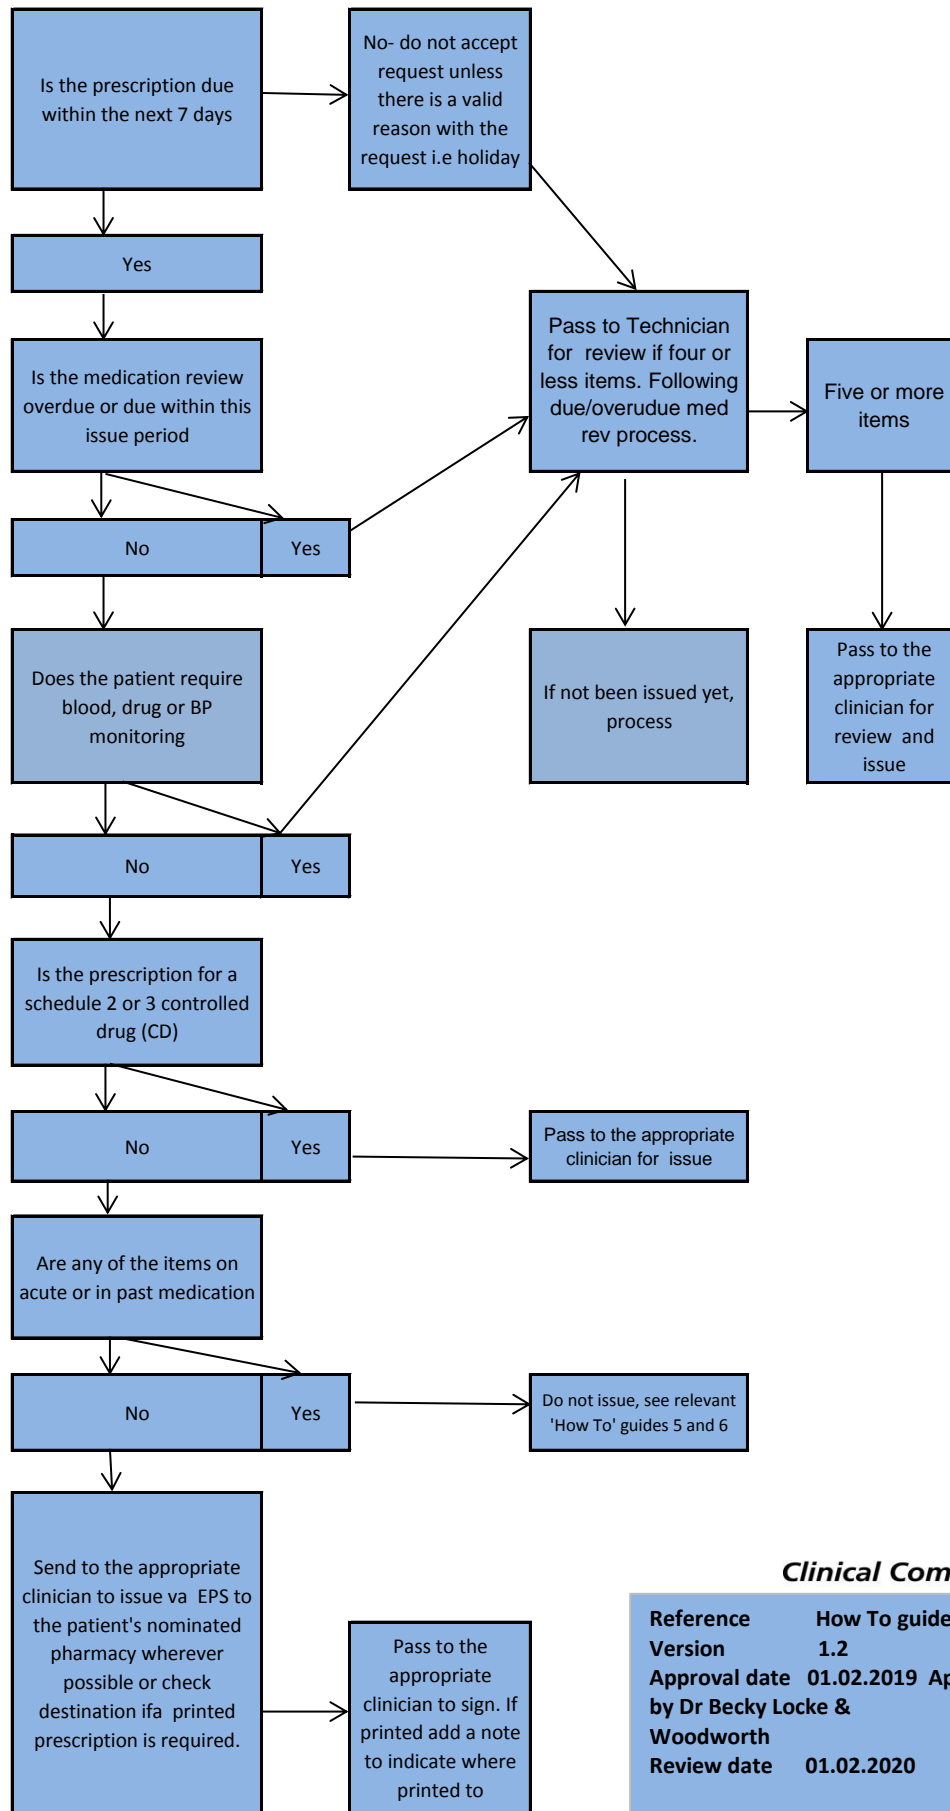 Is the prescription due
within the next 7 days
No- do not accept
request unless
there is a valid
reason with the
request i.e holiday
Yes
Is the medication review
overdue or due within this
issue period
Pass to Technician
for review if four or
less items. Following
due/overudue med
rev process.
Five or more
items
No
Yes
Does the patient require
blood, drug or BP
monitoring
If not been issued yet,
process
Pass to the
appropriate
clinician for
review and
issue
No
Yes
Is the prescription for a
schedule 2 or 3 controlled
drug (CD)
No
Yes
Pass to the appropriate
clinician for issue
Are any of the items on
acute or in past medication
No
Yes
Do not issue, see relevant
'How To' guides 5 and 6
Send to the appropriate
clinician to issue va EPS to
the patient's nominated
pharmacy wherever
possible or check
destination ifa printed
prescription is required.
Pass to the
appropriate
clinician to sign. If
printed add a note
to indicate where
printed to
Clinical Com
Reference How To guide
Version 1.2
Approval date 01.02.2019 Ap
by Dr Becky Locke &
Woodworth
Review date 01.02.2020